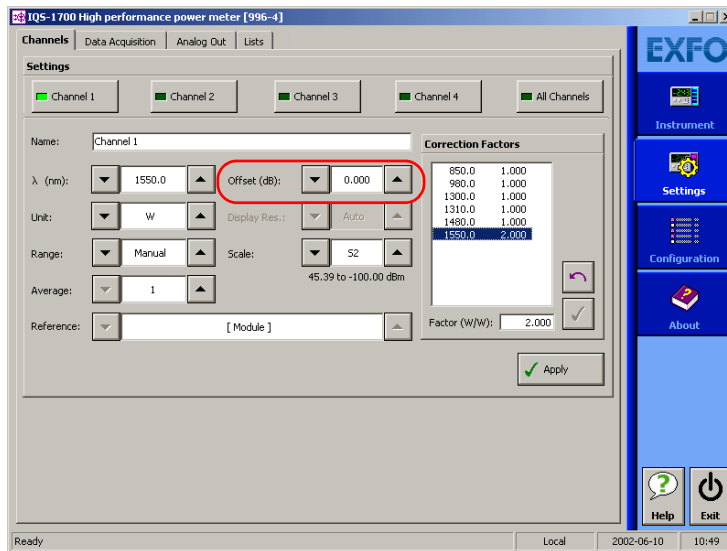 IQS-1700 High performance power meter [996-4]
Channels Data Acquisition Analog Out Lists
Settings
Channel 1 Channel 2 Channel 3 Channel 4 All Channels
Name: Channel 1
λ (nm): 1550.0 Offset (dB): 0.000
Unit: W Display Res.: Auto
Range: Manual Scale: S2
45.39 to -100.00 dBm
Average: 1
Reference: [ Module ]
Correction Factors
850.0 1.000
980.0 1.000
1300.0 1.000
1310.0 1.000
1480.0 1.000
1550.0 2.000
Factor (W/W): 2.000
Apply
EXFO
Instrument
Settings
Configuration
About
Help Exit
Ready Local 2002-06-10 10:49